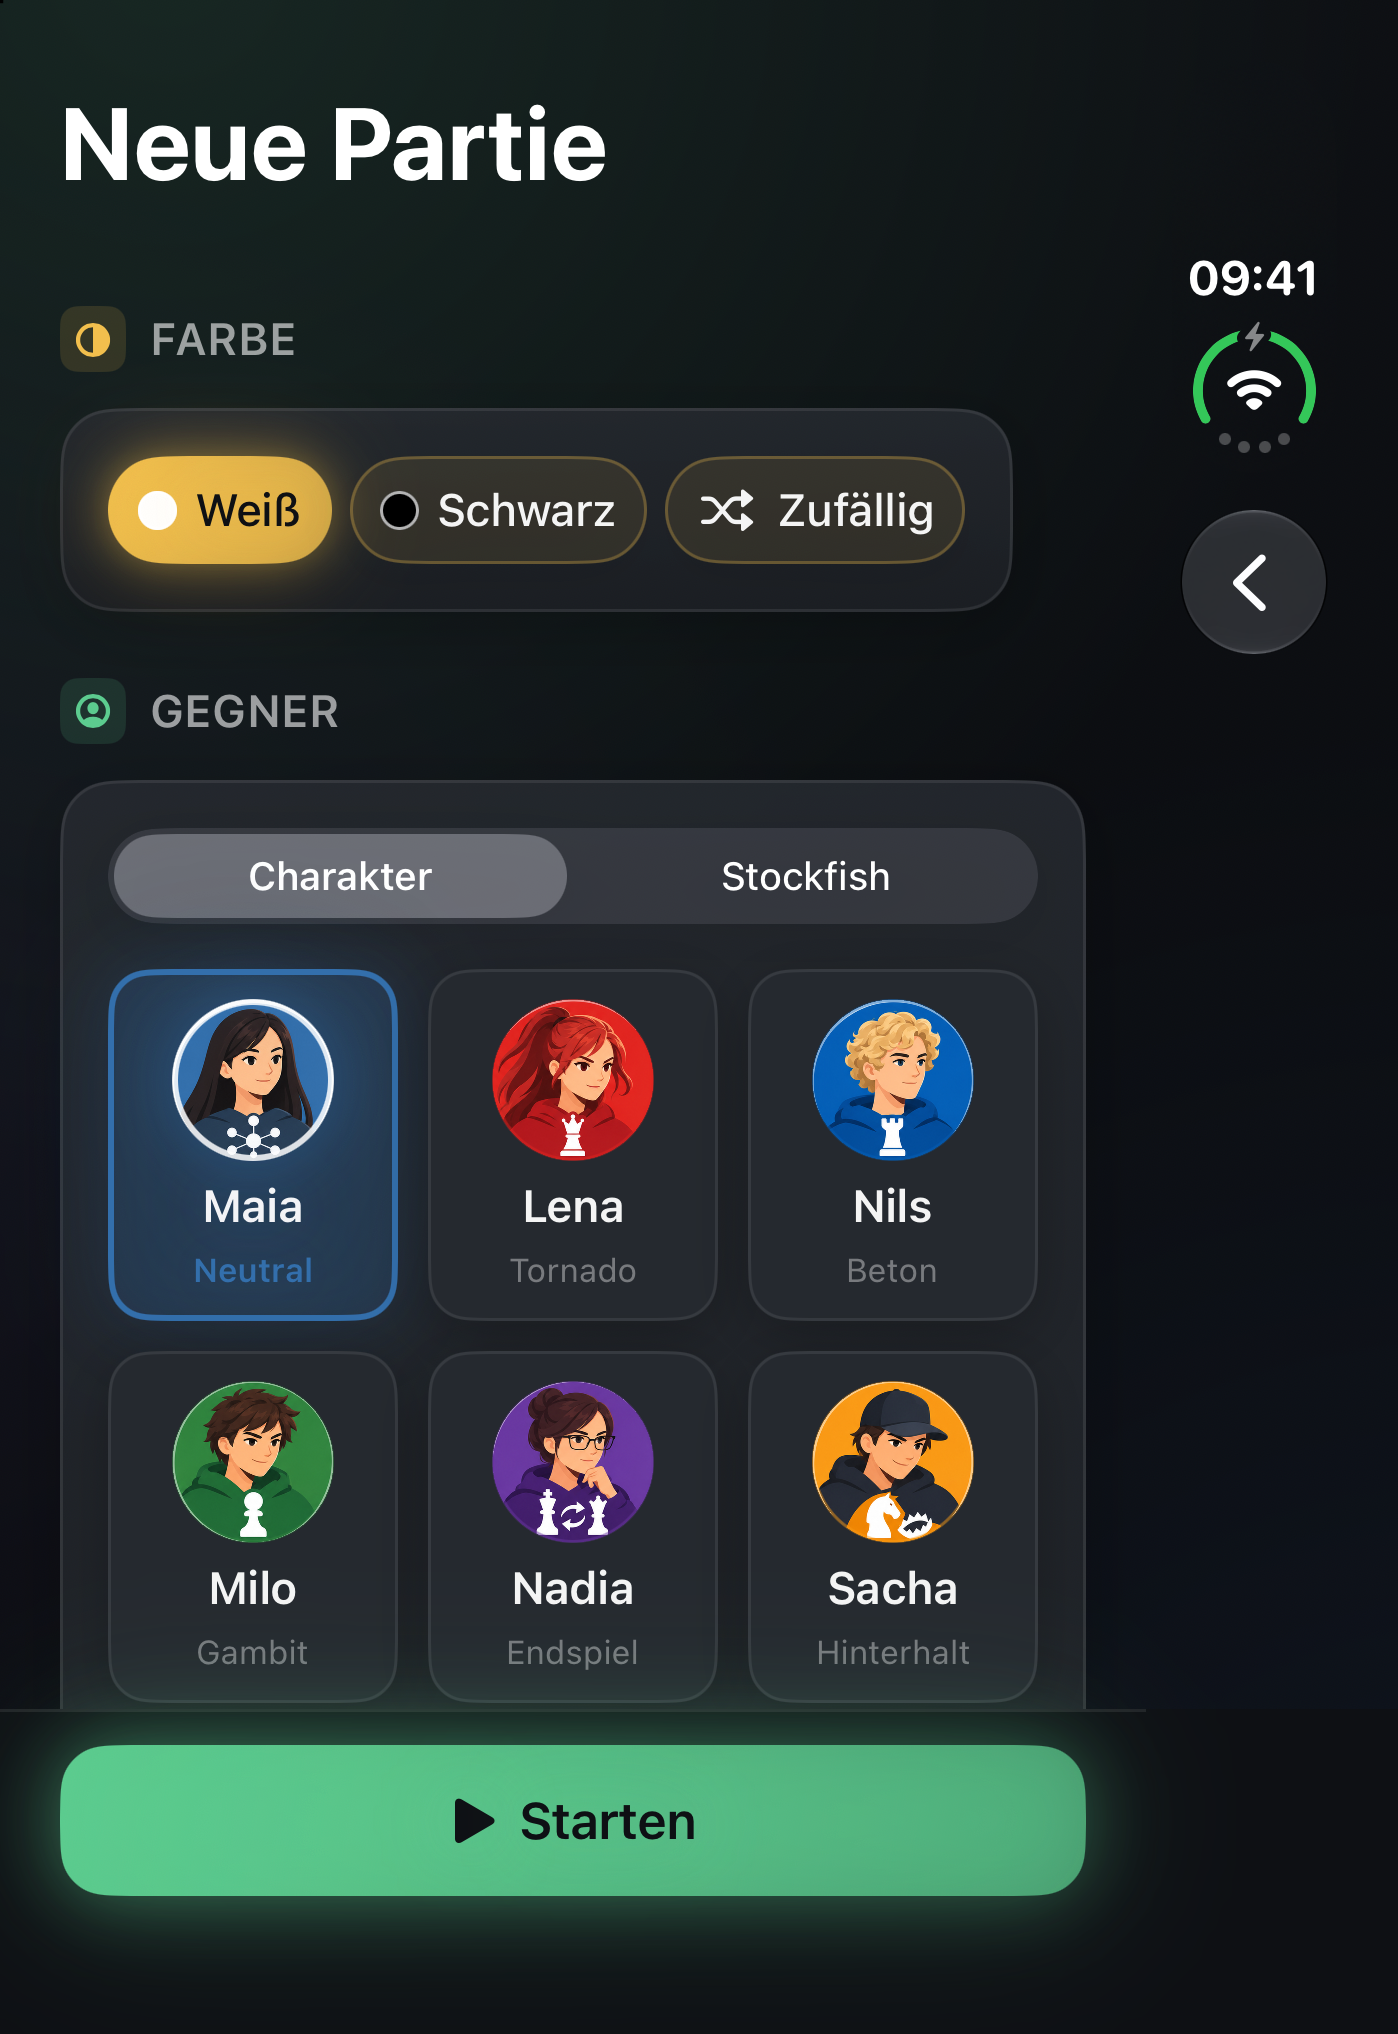 Neue Partie
09:41
FARBE
Weiß
Schwarz
Zufällig
GEGNER
Charakter
Stockfish
Maia
Neutral
Lena
Tornado
Nils
Beton
Milo
Gambit
Nadia
Endspiel
Sacha
Hinterhalt
Starten